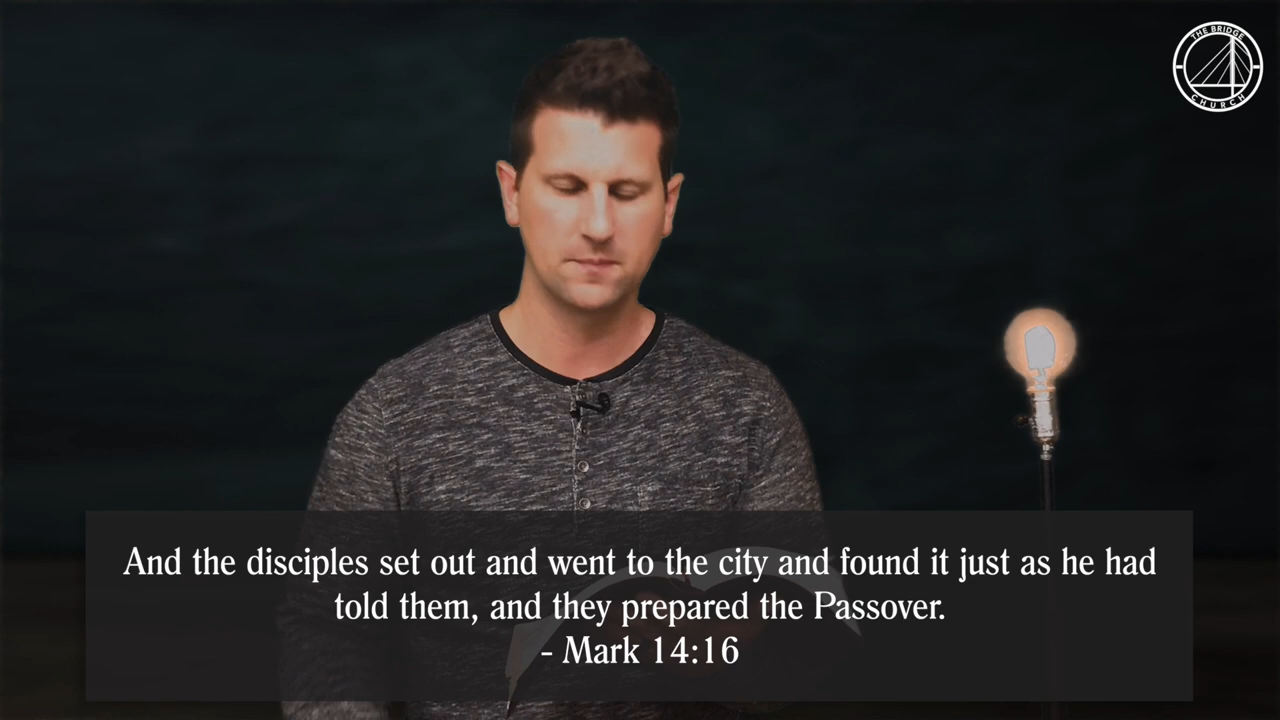 THE BRIDGE
CHURCH
And the disciples set out and went to the city and found it just as he had
told them, and they prepared the Passover.
- Mark 14:16